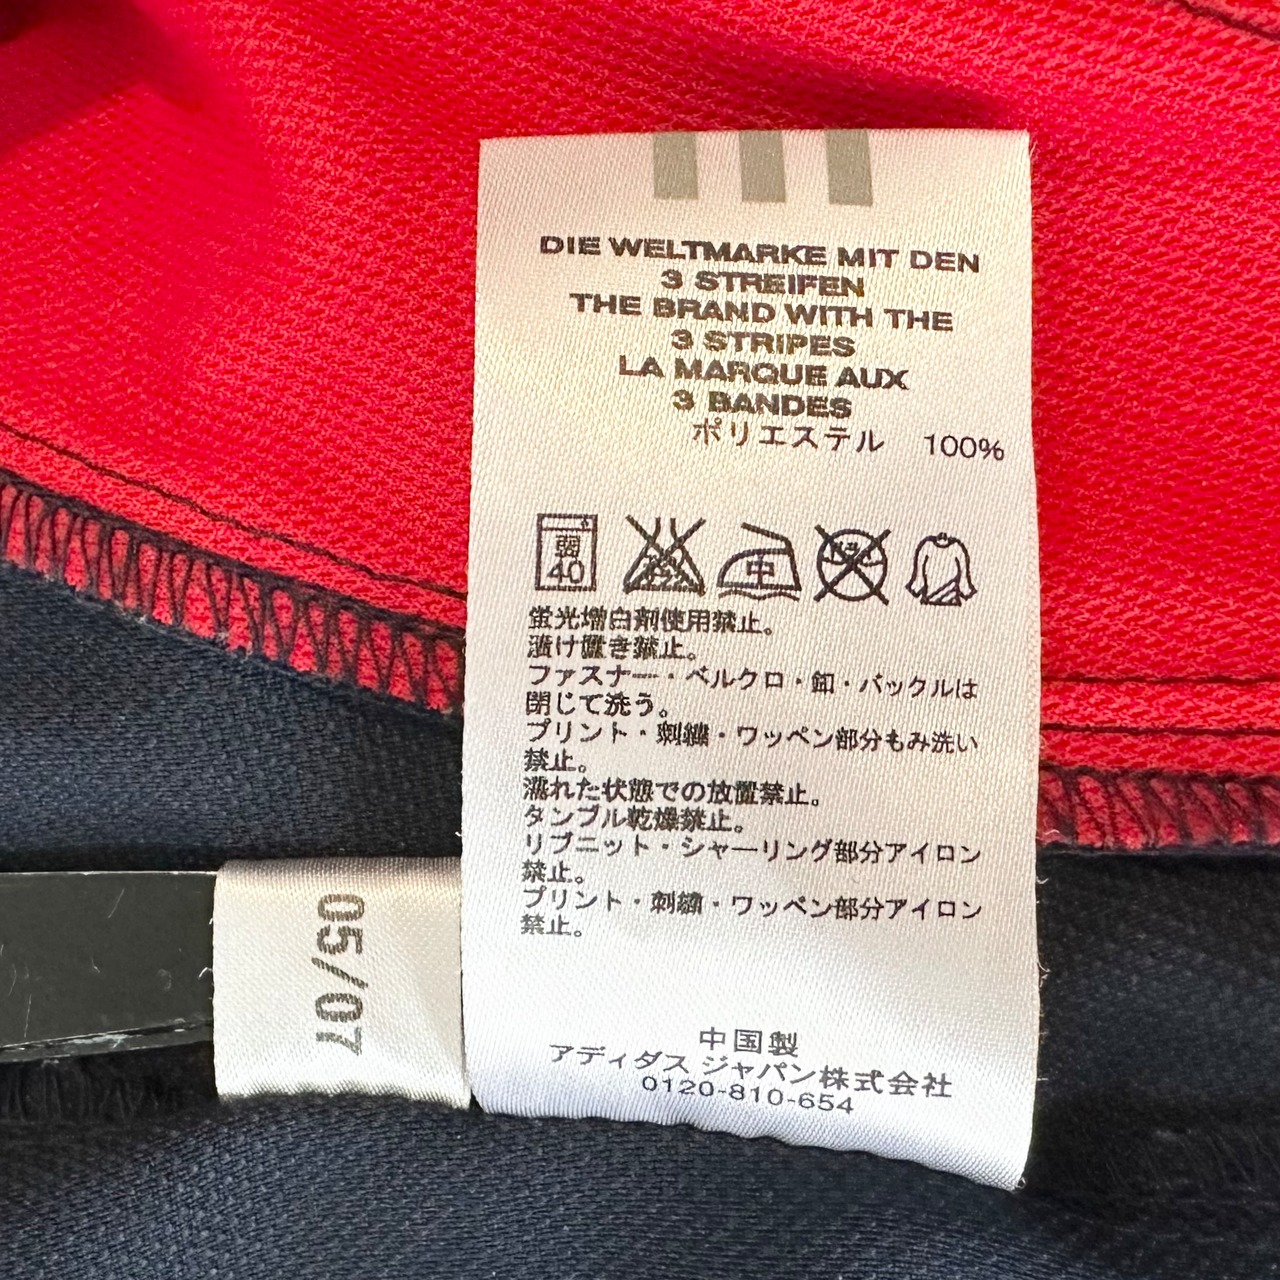 DIE WELTMARKE MIT DEN
3 STREIFEN
THE BRAND WITH THE
3 STRIPES
LA MARQUE AUX
3 BANDES
ポリエステル 100%
弱
40
中
蛍光増白剤使用禁止。
漬け置き禁止。
ファスナー・ベルクロ・釦・バックルは
閉じて洗う。
プリント・刺繍・ワッペン部分もみ洗い
禁止。
濡れた状態での放置禁止。
タンブル乾燥禁止。
リブニット・シャーリング部分アイロン
禁止。
プリント・刺繍・ワッペン部分アイロン
禁止。
中国製
アディダス ジャパン株式会社
0120-810-654
05/07